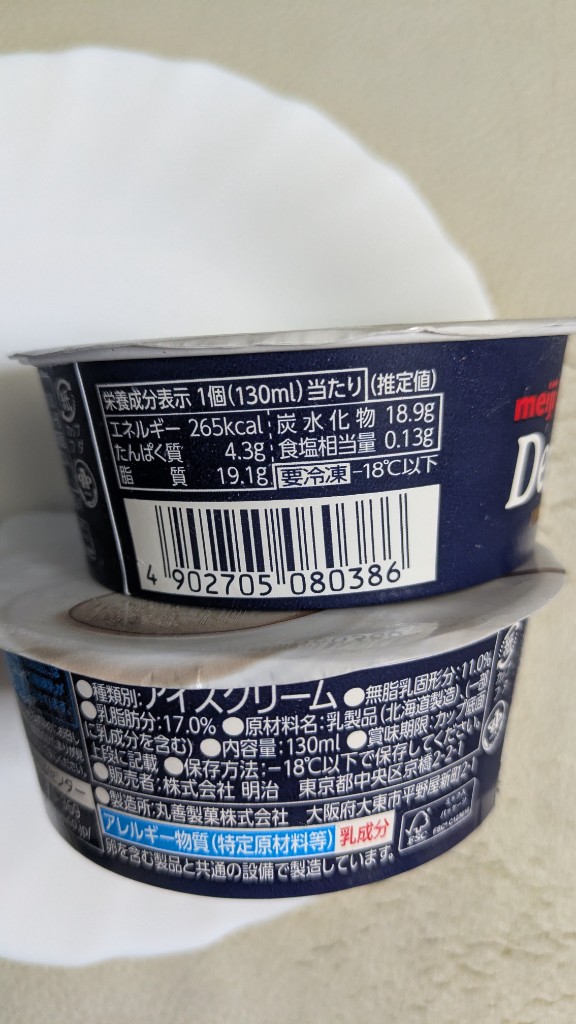 栄養成分表示 1個(130ml)当たり (推定値)
エネルギー 265kcal 炭水化物 18.9g
たんぱく質 4.3g 食塩相当量 0.13g
脂質 19.1g 要冷凍 -18℃以下
meiji
De
4 902705 080386
●種類別:アイスクリーム ●無脂乳固形分:11.0%
●乳脂肪分:17.0% ●原材料名:乳製品(北海道製造)、(一部
に乳成分を含む) ●内容量:130ml ●賞味期限:カップ底面
上段に記載 ●保存方法:-18℃以下で保存してください。
●販売者:株式会社 明治 東京都中央区京橋2-2-1
●製造所:丸善製菓株式会社 大阪府大東市平野屋新町2-1
アレルギー物質(特定原材料等) 乳成分
卵を含む製品と共通の設備で製造しています。
FSC